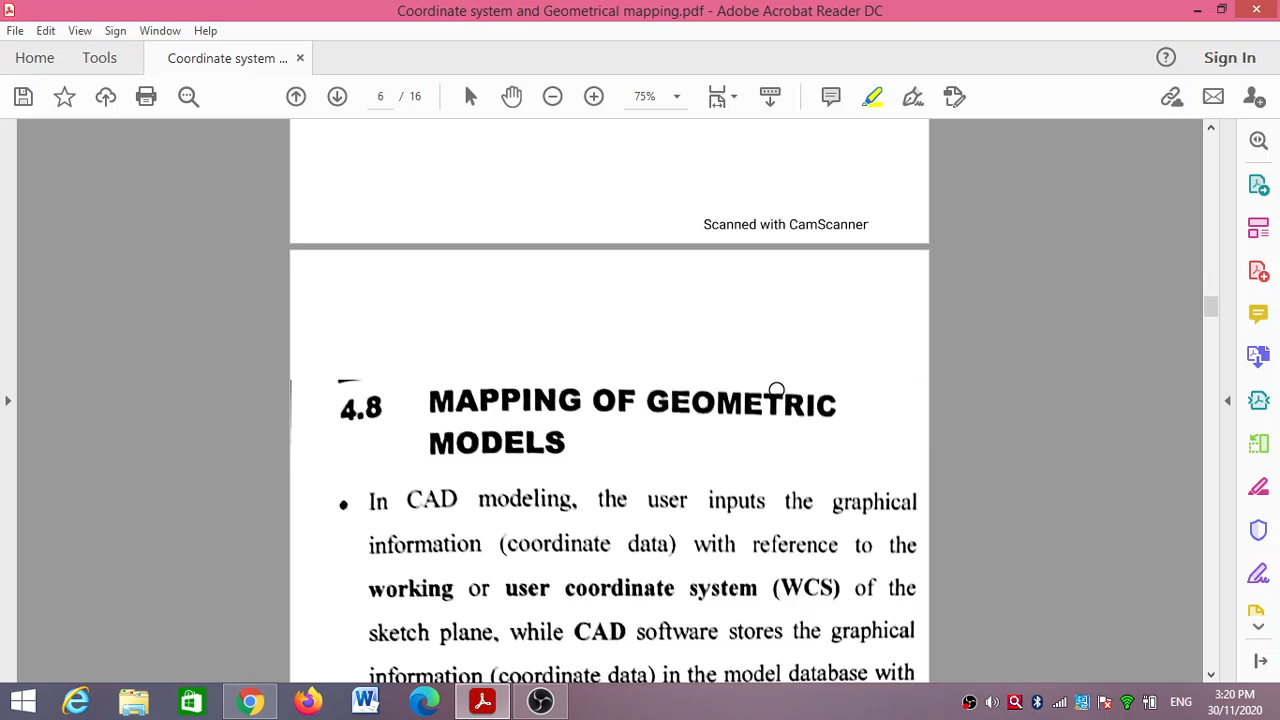 Coordinate system and Geometrical mapping.pdf - Adobe Acrobat Reader DC
File Edit View Sign Window Help
Home Tools Coordinate system ... × Sign In
6 / 16 75%
Scanned with CamScanner
4.8 MAPPING OF GEOMETRIC
MODELS
• In CAD modeling, the user inputs the graphical
information (coordinate data) with reference to the
working or user coordinate system (WCS) of the
sketch plane, while CAD software stores the graphical
information (coordinate data) in the model database with
ENG
3:20 PM
30/11/2020